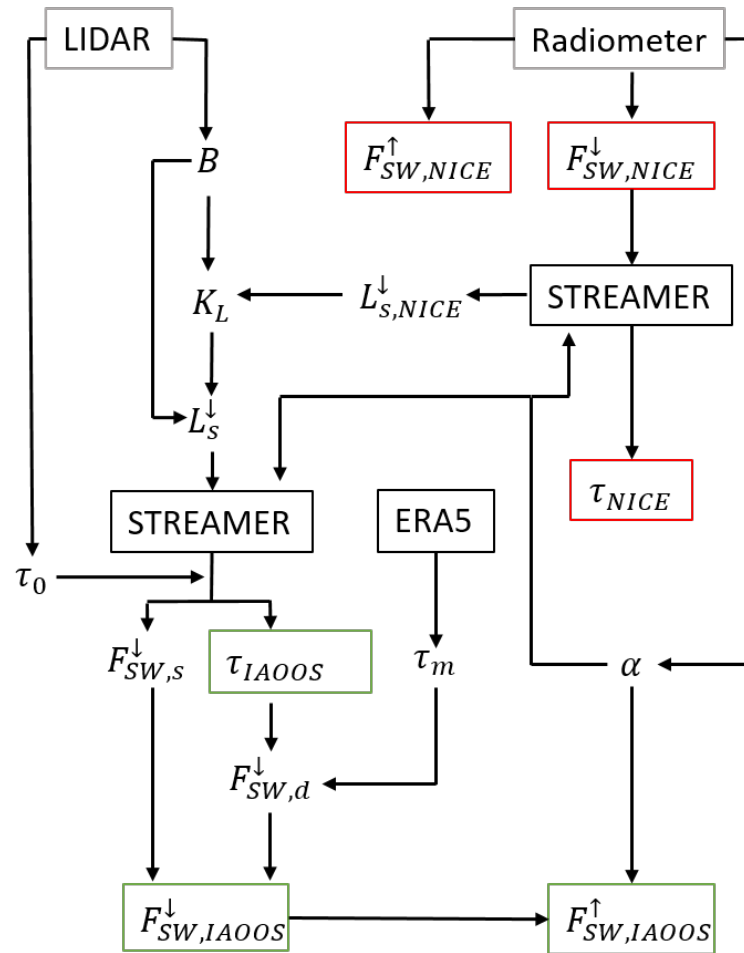 LIDAR
Radiometer
B
F↑SW,NICE
F↓SW,NICE
K_L
L↓s,NICE
STREAMER
L↓s
STREAMER
ERA5
τNICE
τ0
F↓SW,s
τIAOOS
τm
α
F↓SW,d
F↓SW,IAOOS
F↑SW,IAOOS